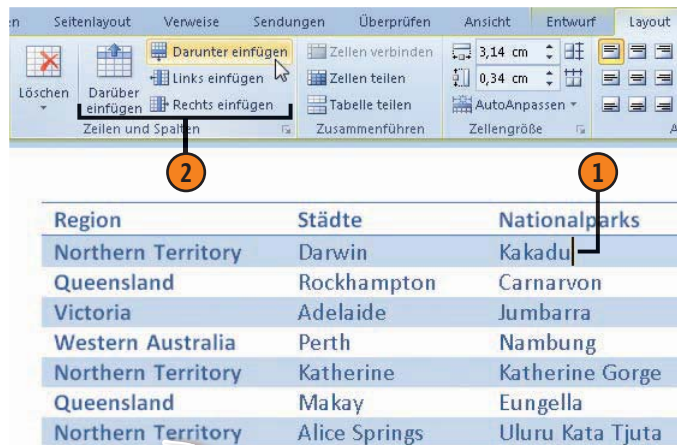 en Seitenlayout Verweise Sendungen Überprüfen Ansicht Entwurf Layout
Löschen
Darüber einfügen
Darunter einfügen
Links einfügen
Rechts einfügen
Zeilen und Spalten
Zellen verbinden
Zellen teilen
Tabelle teilen
Zusammenführen
3,14 cm
0,34 cm
AutoAnpassen
Zellengröße
A
2
1
Region Städte Nationalparks
Northern Territory Darwin Kakadu
Queensland Rockhampton Carnarvon
Victoria Adelaide Jumbarra
Western Australia Perth Nambung
Northern Territory Katherine Katherine Gorge
Queensland Makay Eungella
Northern Territory Alice Springs Uluru Kata Tjuta